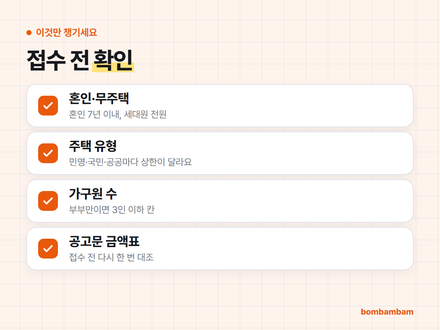 이것만 챙기세요
접수 전 확인
혼인·무주택
혼인 7년 이내, 세대원 전원
주택 유형
민영·국민·공공마다 상한이 달라요
가구원 수
부부만이면 3인 이하 칸
공고문 금액표
접수 전 다시 한 번 대조
bombambam